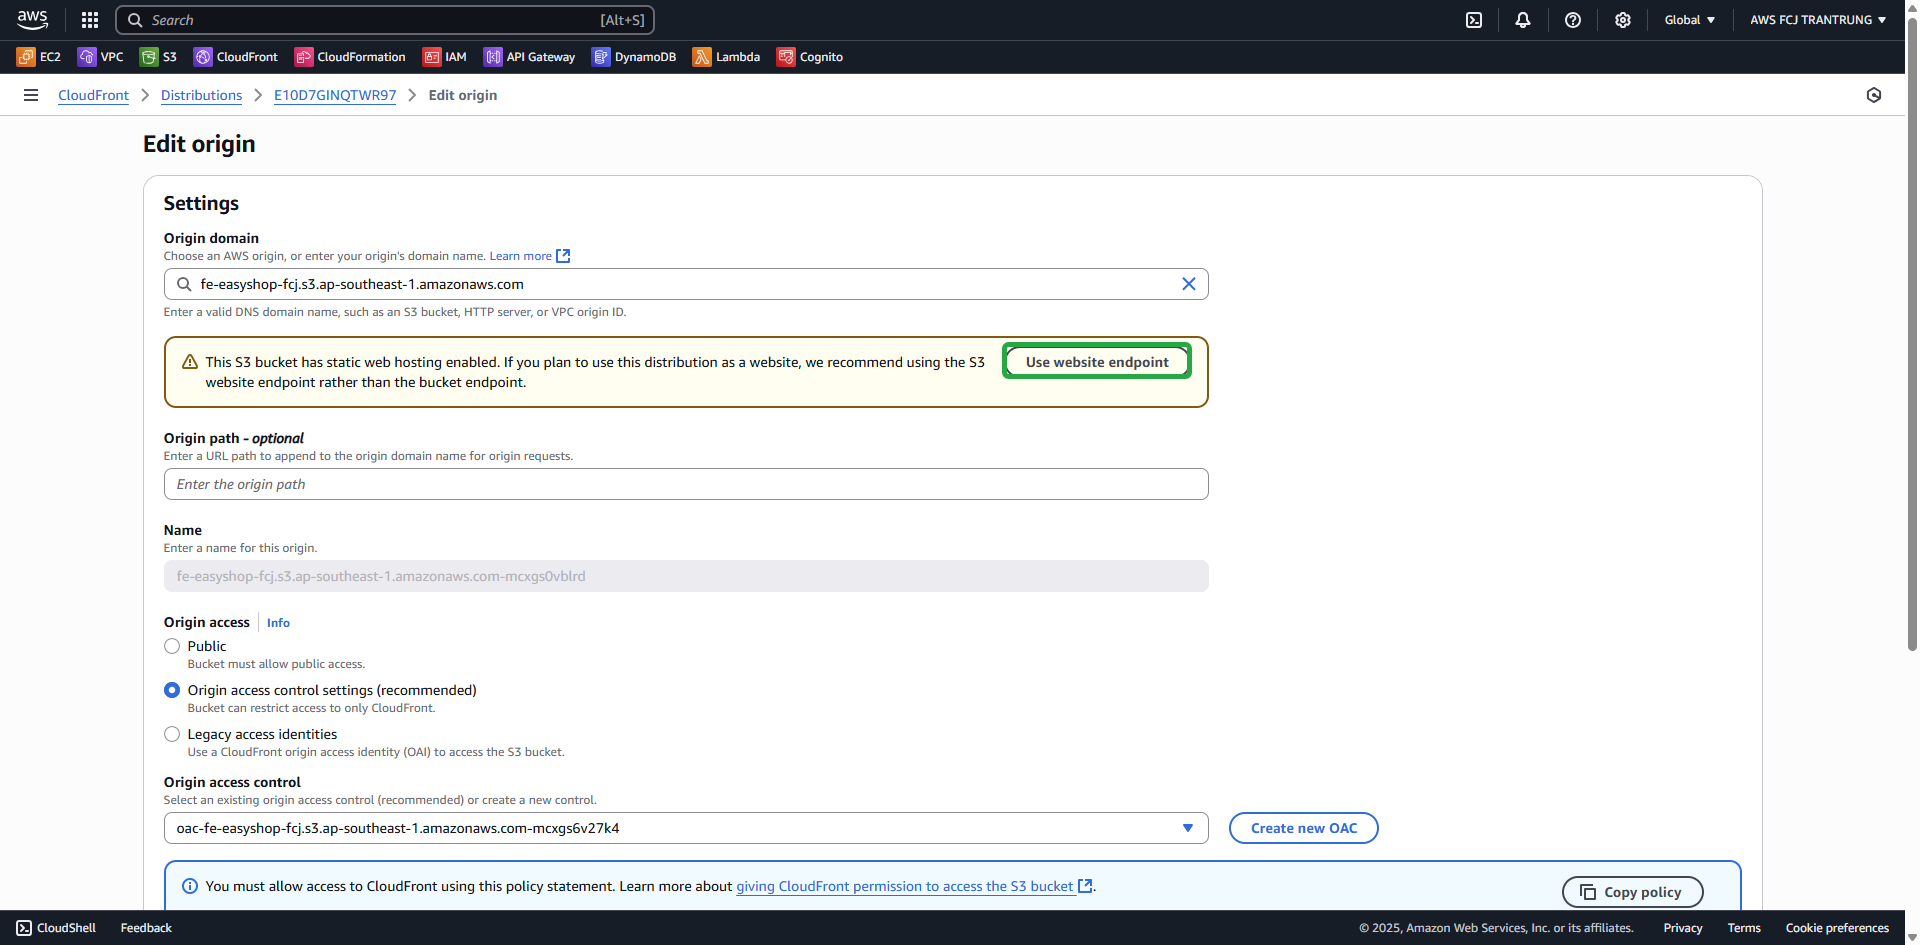 aws
Search [Alt+S]
Global
AWS FCJ TRANTRUNG
EC2 VPC S3 CloudFront CloudFormation IAM API Gateway DynamoDB Lambda Cognito
CloudFront Distributions E10D7GINQTWR97 Edit origin
Edit origin
Settings
Origin domain
Choose an AWS origin, or enter your origin's domain name. Learn more
fe-easyshop-fcj.s3.ap-southeast-1.amazonaws.com
Enter a valid DNS domain name, such as an S3 bucket, HTTP server, or VPC origin ID.
This S3 bucket has static web hosting enabled. If you plan to use this distribution as a website, we recommend using the S3
website endpoint rather than the bucket endpoint.
Use website endpoint
Origin path - optional
Enter a URL path to append to the origin domain name for origin requests.
Enter the origin path
Name
Enter a name for this origin.
fe-easyshop-fcj.s3.ap-southeast-1.amazonaws.com-mcxgs0vblrd
Origin access Info
Public
Bucket must allow public access.
Origin access control settings (recommended)
Bucket can restrict access to only CloudFront.
Legacy access identities
Use a CloudFront origin access identity (OAI) to access the S3 bucket.
Origin access control
Select an existing origin access control (recommended) or create a new control.
oac-fe-easyshop-fcj.s3.ap-southeast-1.amazonaws.com-mcxgs6v27k4
Create new OAC
You must allow access to CloudFront using this policy statement. Learn more about giving CloudFront permission to access the S3 bucket.
Copy policy
CloudShell Feedback
© 2025, Amazon Web Services, Inc. or its affiliates. Privacy Terms Cookie preferences